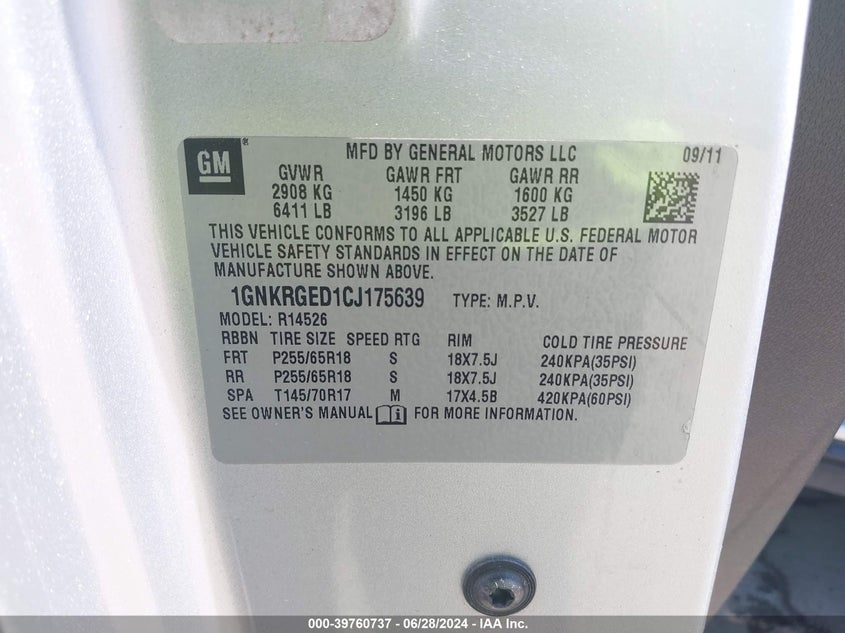 GM® MFD BY GENERAL MOTORS LLC 09/11
GVWR GAWR FRT GAWR RR
2908 KG 1450 KG 1600 KG
6411 LB 3196 LB 3527 LB
THIS VEHICLE CONFORMS TO ALL APPLICABLE U.S. FEDERAL MOTOR
VEHICLE SAFETY STANDARDS IN EFFECT ON THE DATE OF
MANUFACTURE SHOWN ABOVE.
1GNKRGED1CJ175639 TYPE: M.P.V.
MODEL: R14526
RBBN TIRE SIZE SPEED RTG RIM COLD TIRE PRESSURE
FRT P255/65R18 S 18X7.5J 240KPA(35PSI)
RR P255/65R18 S 18X7.5J 240KPA(35PSI)
SPA T145/70R17 M 17X4.5B 420KPA(60PSI)
SEE OWNER'S MANUAL FOR MORE INFORMATION.
000-39760737 - 06/28/2024 - IAA Inc.